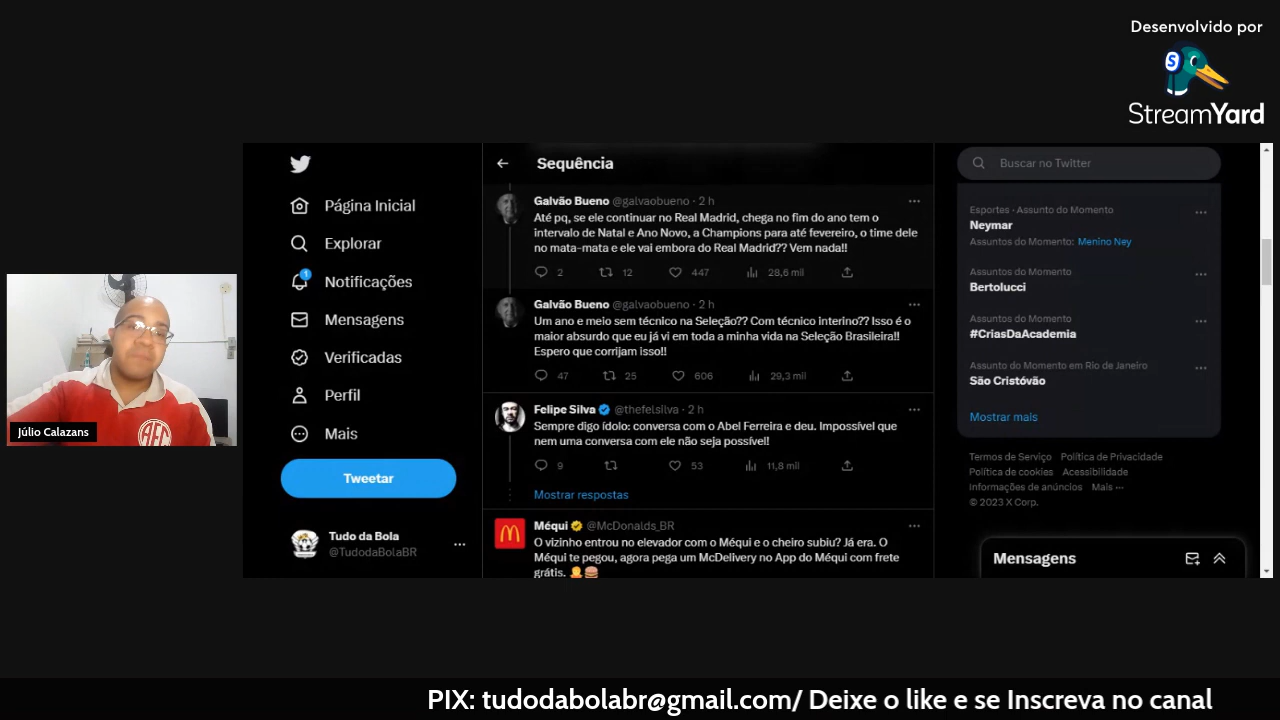 Desenvolvido por
StreamYard
Página Inicial
Explorar
1
Notificações
Mensagens
Verificadas
Perfil
Mais
Tweetar
Tudo da Bola
@TudodaBolaBR
Sequência
Galvão Bueno @galvaobueno · 2 h
Até pq, se ele continuar no Real Madrid, chega no fim do ano tem o
intervalo de Natal e Ano Novo, a Champions para até fevereiro, o time dele
no mata-mata e ele vai embora do Real Madrid?? Vem nada!!
2 12 447 28,6 mil
Galvão Bueno @galvaobueno · 2 h
Um ano e meio sem técnico na Seleção?? Com técnico interino?? Isso é o
maior absurdo que eu já vi em toda a minha vida na Seleção Brasileira!!
Espero que corrijam isso!!
47 25 606 29,3 mil
Felipe Silva @thefelsilva · 2 h
Sempre digo ídolo: conversa com o Abel Ferreira e deu. Impossível que
nem uma conversa com ele não seja possível!
9 53 11,8 mil
Mostrar respostas
Méqui @McDonalds_BR
O vizinho entrou no elevador com o Méqui e o cheiro subiu? Já era. O
Méqui te pegou, agora pega um McDelivery no App do Méqui com frete
grátis.
Buscar no Twitter
Esportes · Assunto do Momento
Neymar
Assuntos do Momento: Menino Ney
Assuntos do Momento
Bertolucci
Assuntos do Momento
#CriasDaAcademia
Assunto do Momento em Rio de Janeiro
São Cristóvão
Mostrar mais
Termos de Serviço Política de Privacidade
Política de cookies Acessibilidade
Informações de anúncios Mais ···
© 2023 X Corp.
Mensagens
Júlio Calazans
PIX: tudodabolabr@gmail.com/ Deixe o like e se Inscreva no canal